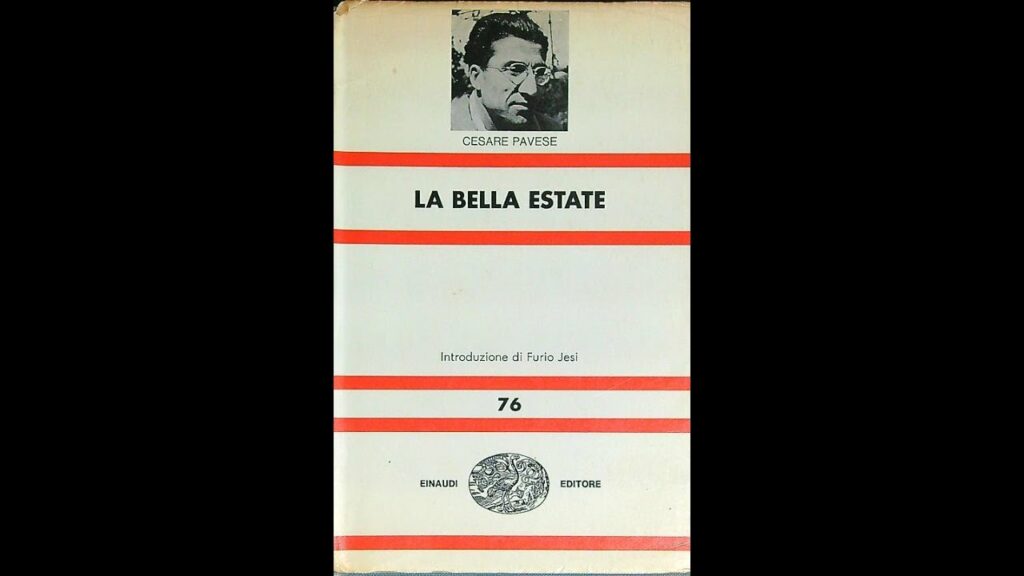 CESARE PAVESE
LA BELLA ESTATE
Introduzione di Furio Jesi
76
EINAUDI EDITORE